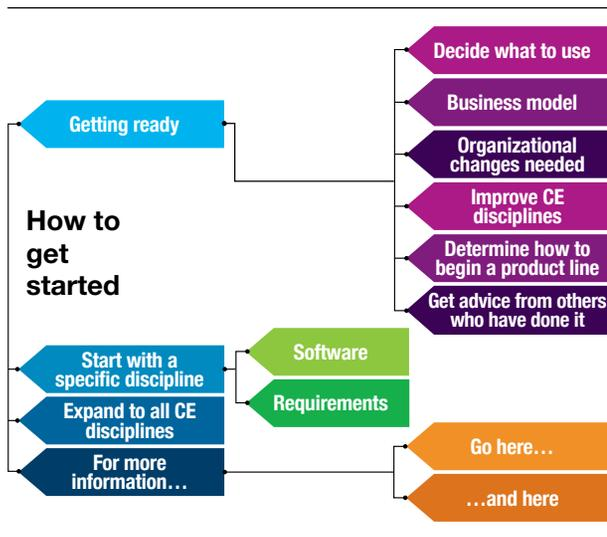 How to
get
started
Getting ready
Decide what to use
Business model
Organizational
changes needed
Improve CE
disciplines
Determine how to
begin a product line
Get advice from others
who have done it
Start with a
specific discipline
Software
Requirements
Expand to all CE
disciplines
For more
information…
Go here…
…and here